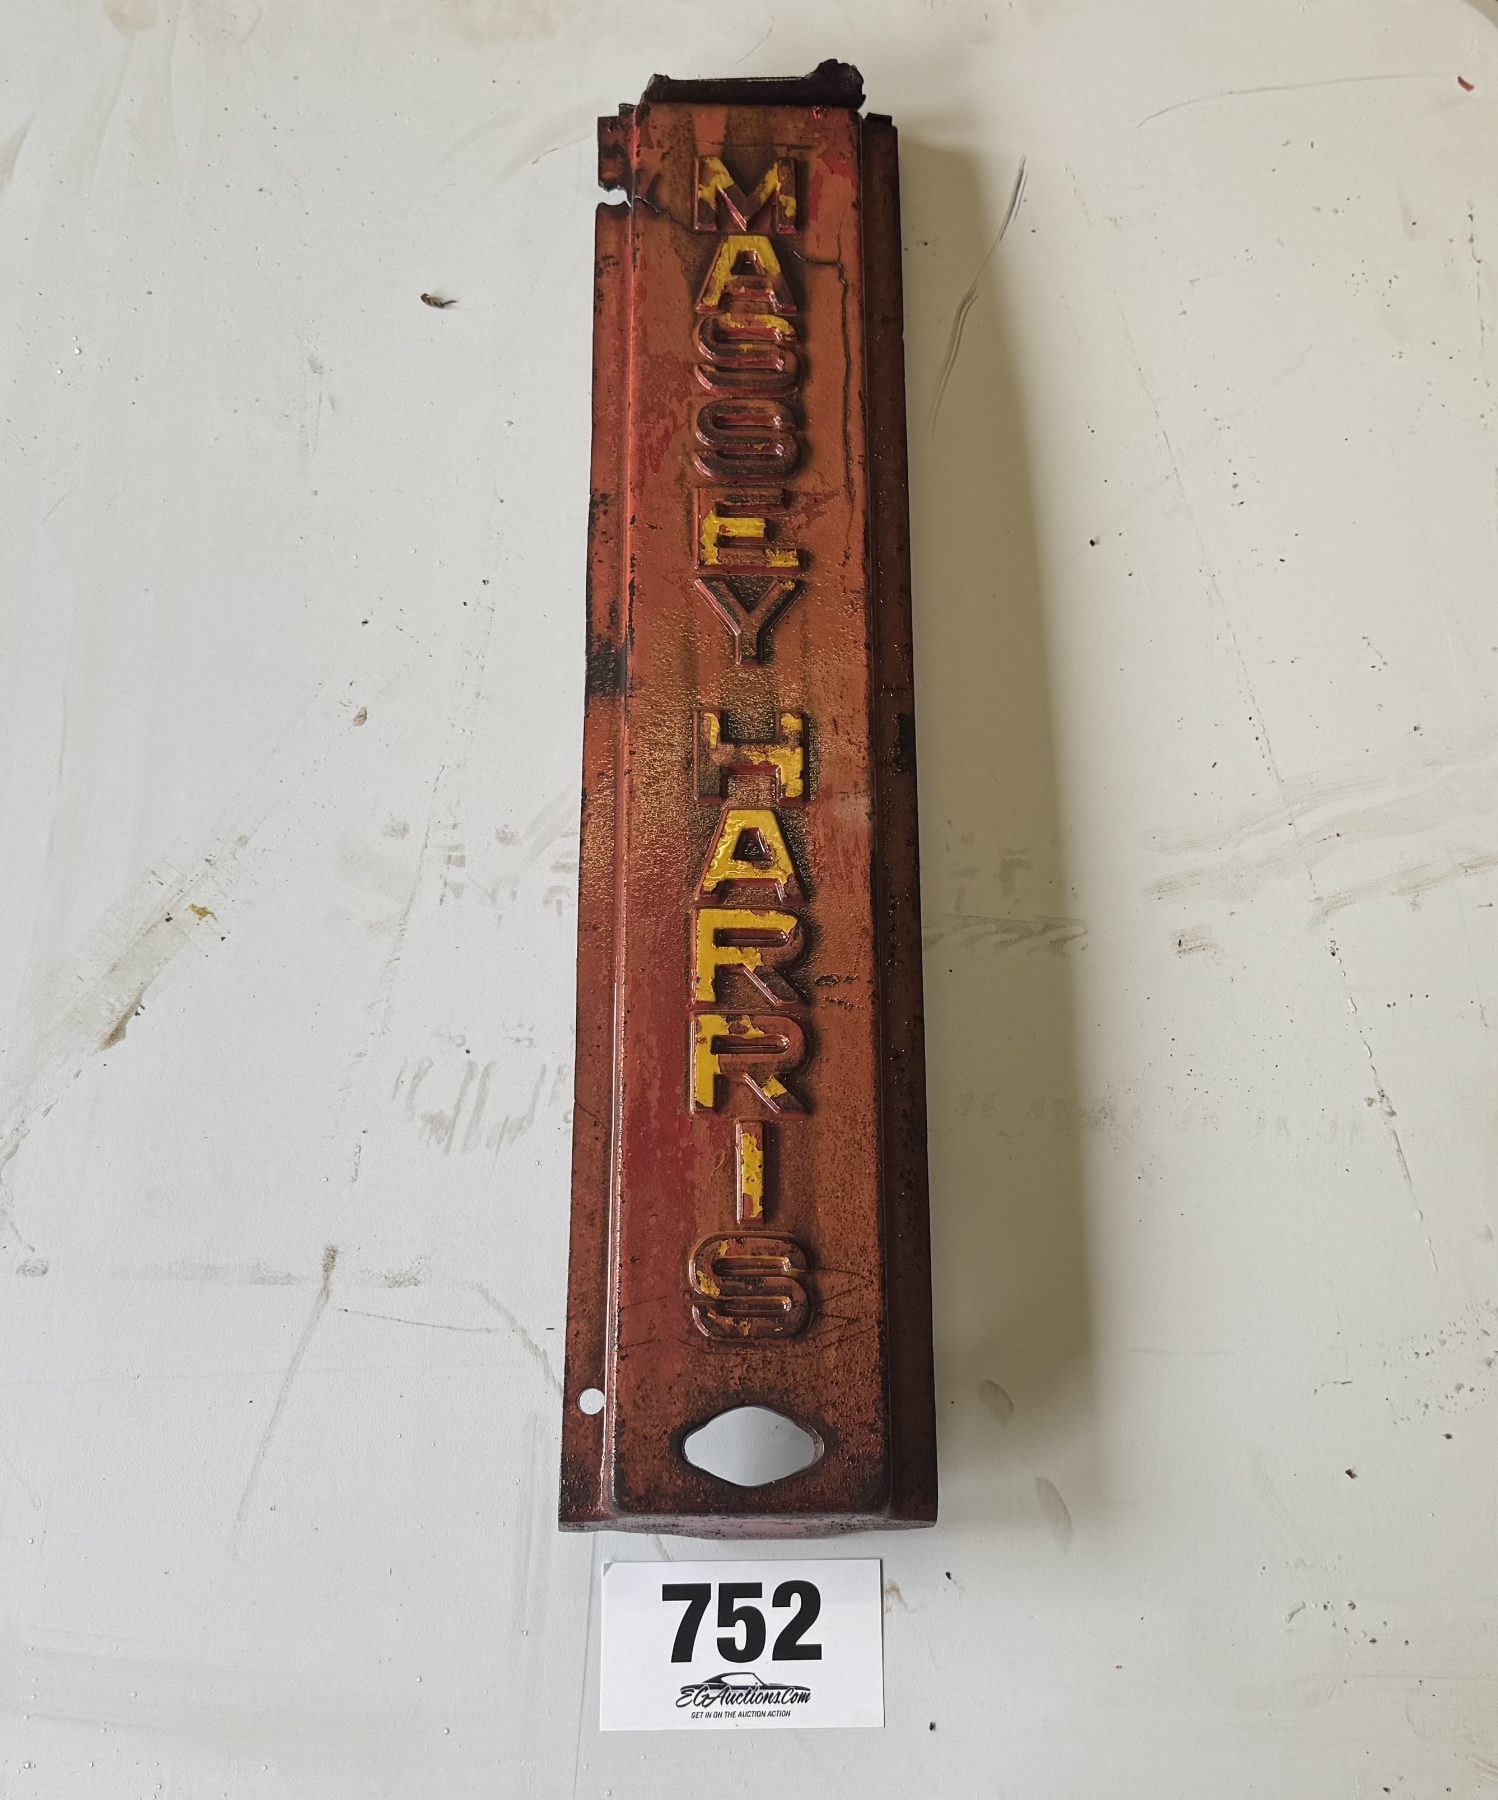 MASSEY HARRIS
752
EGAuctions.Com
GET IN ON THE AUCTION ACTION